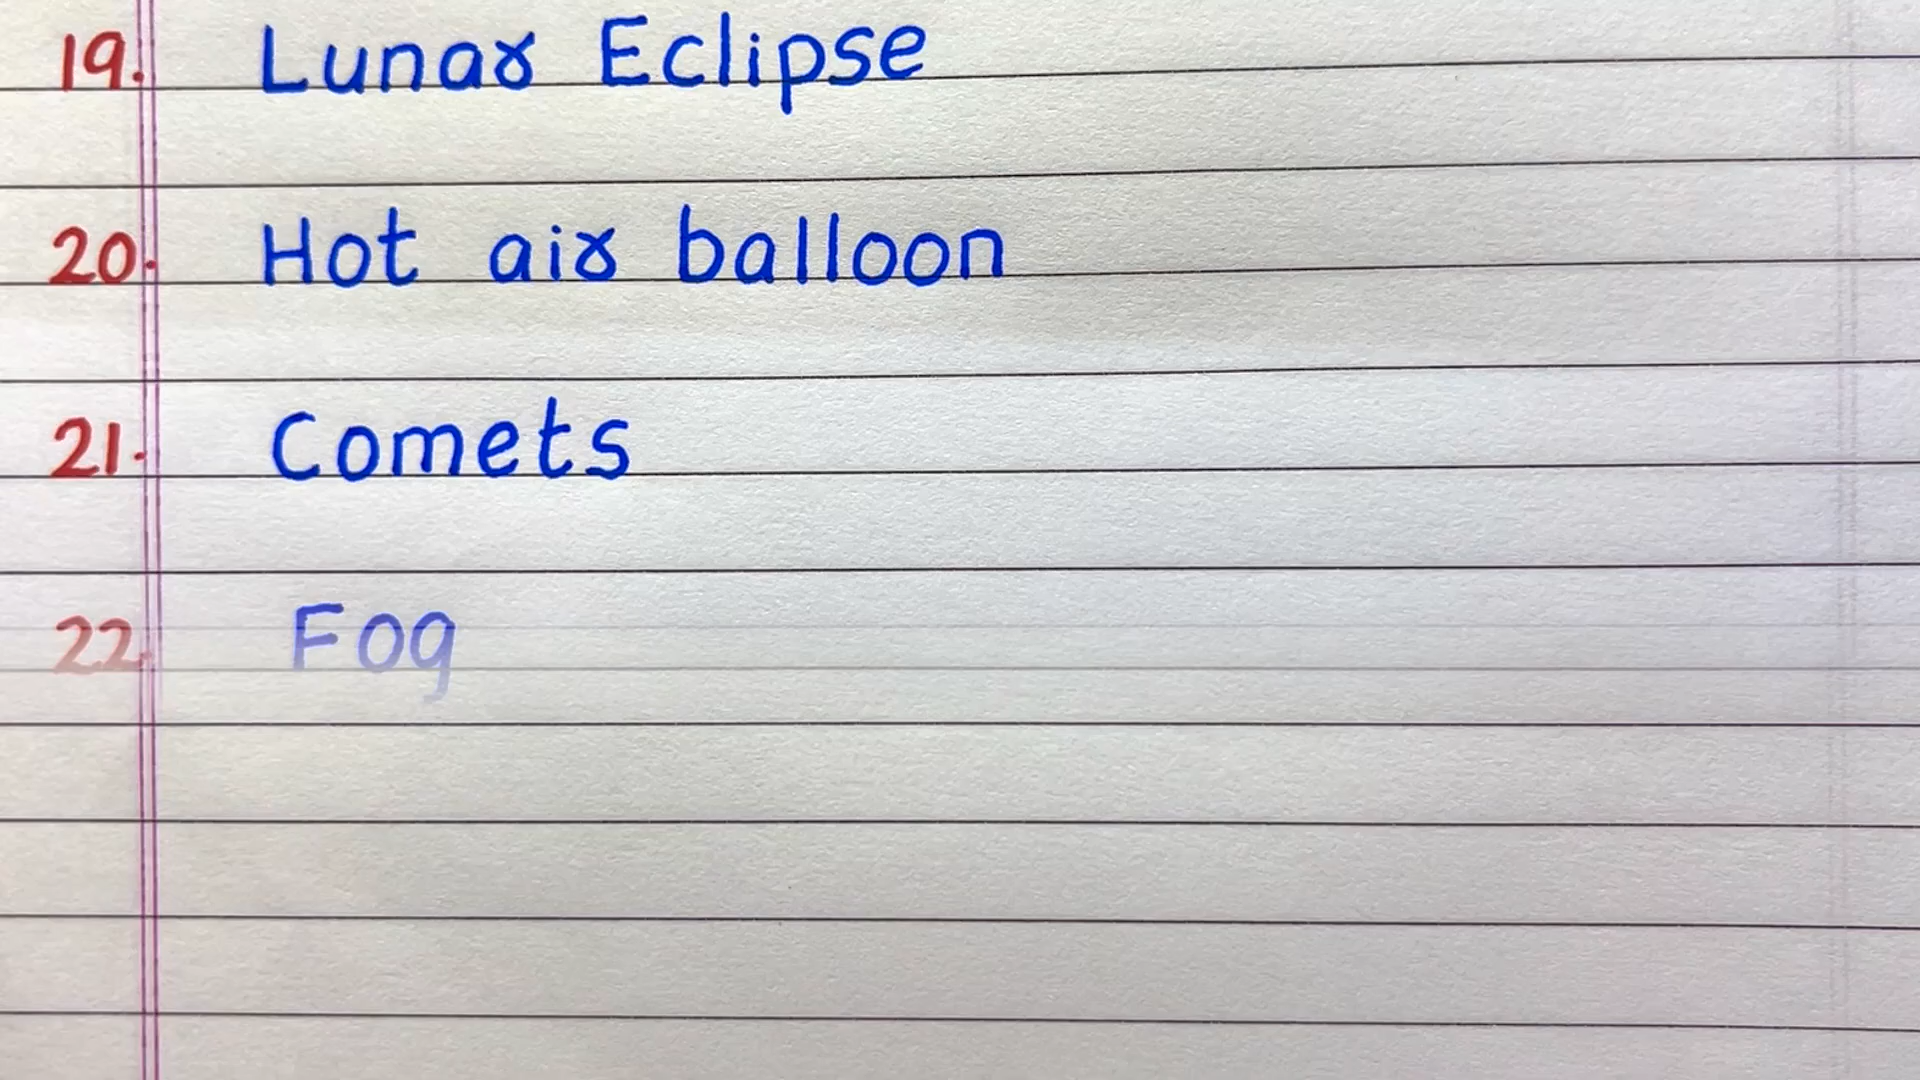 19. Lunar Eclipse
20. Hot air balloon
21. Comets
22. Fog